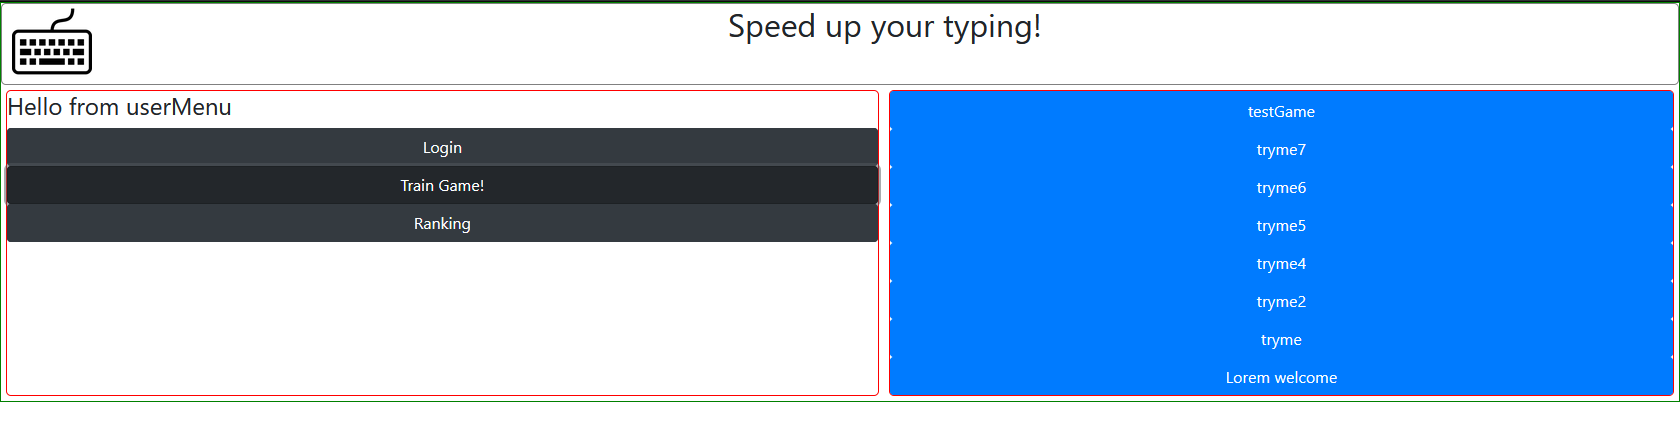 Speed up your typing!
Hello from userMenu
Login
Train Game!
Ranking
testGame
tryme7
tryme6
tryme5
tryme4
tryme2
tryme
Lorem welcome